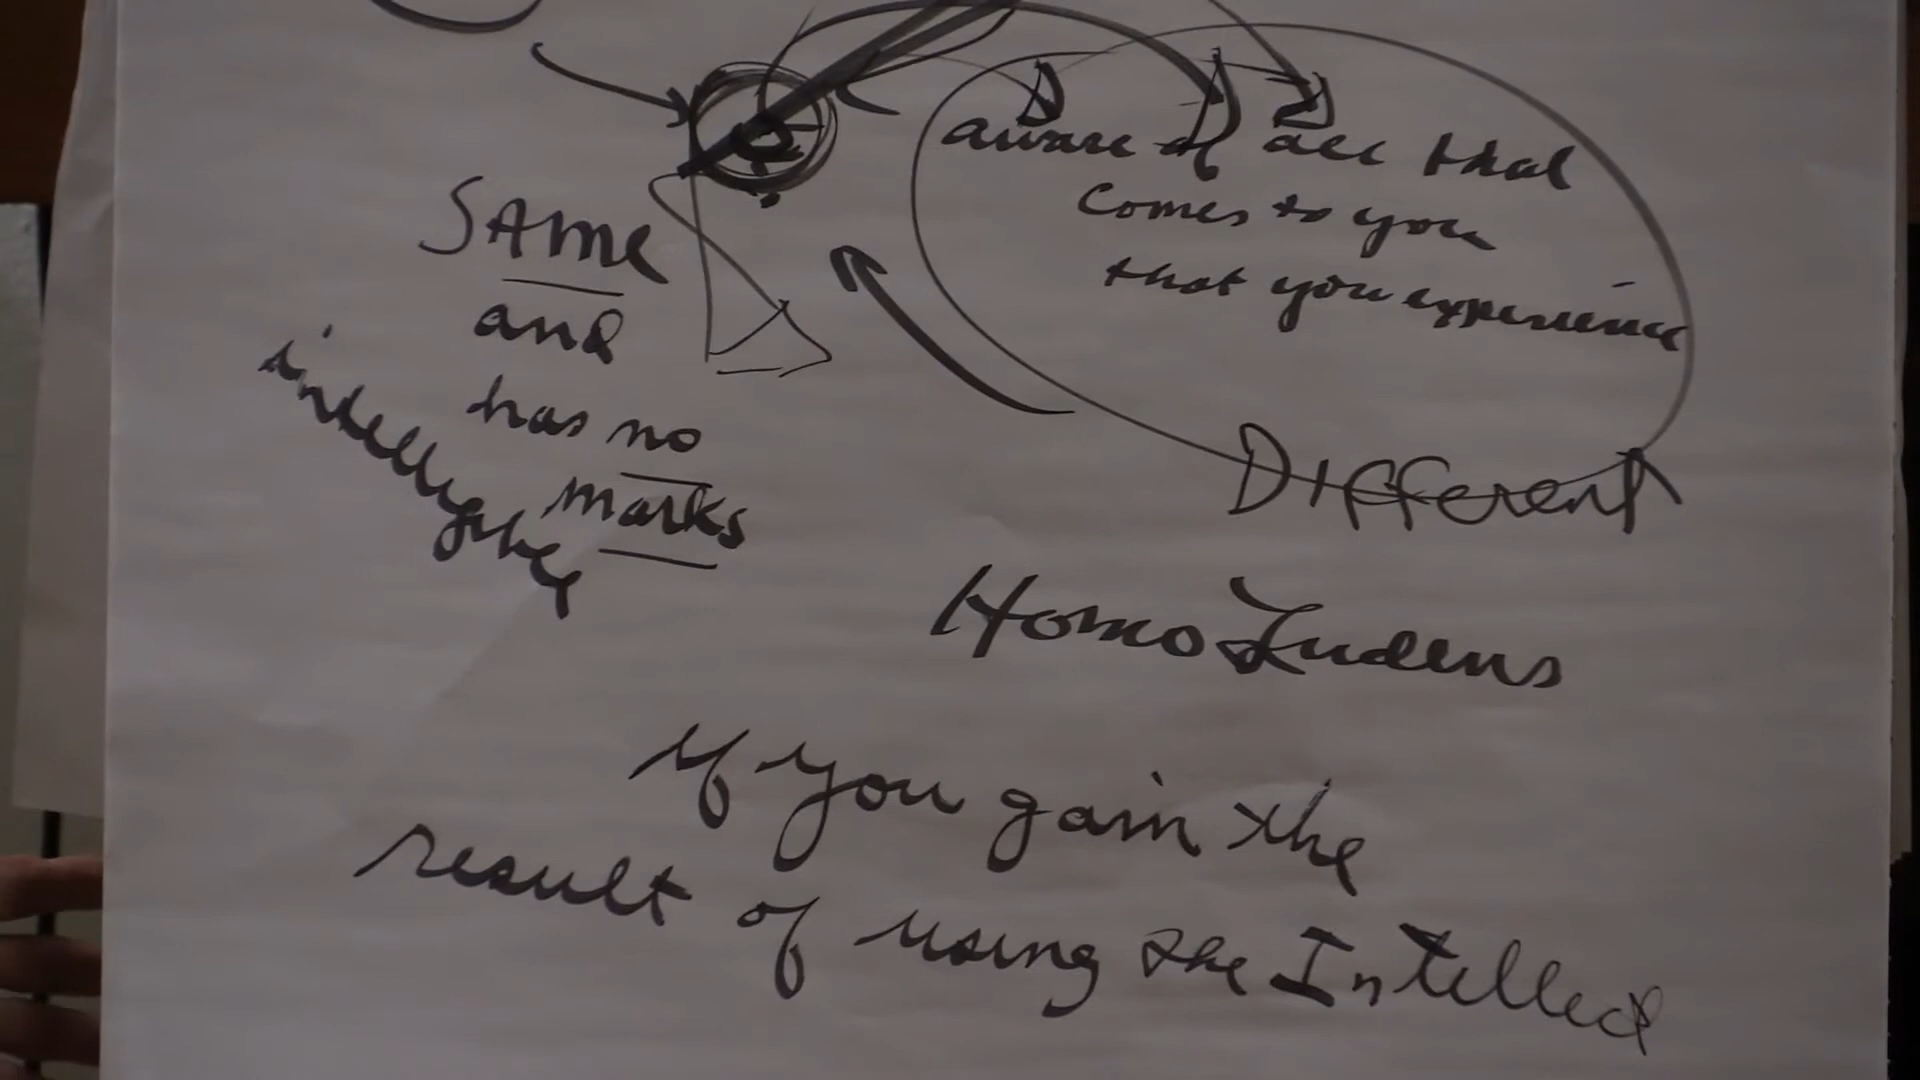 aware of all that
comes to you
that you experience
Different
SAME
and
has no
marks
Homo Ludens
if you gain the
result of using the Intellect